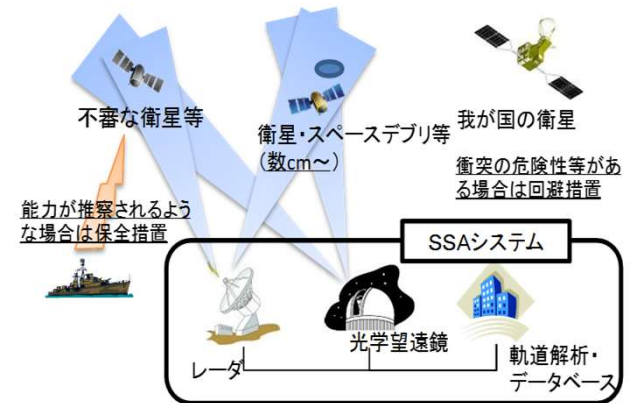 不審な衛星等
衛星・スペースデブリ等
（数cm～）
我が国の衛星
衝突の危険性等があ
る場合は回避措置
能力が推察されるよう
な場合は保全措置
SSAシステム
レーダ
光学望遠鏡
軌道解析・
データベース